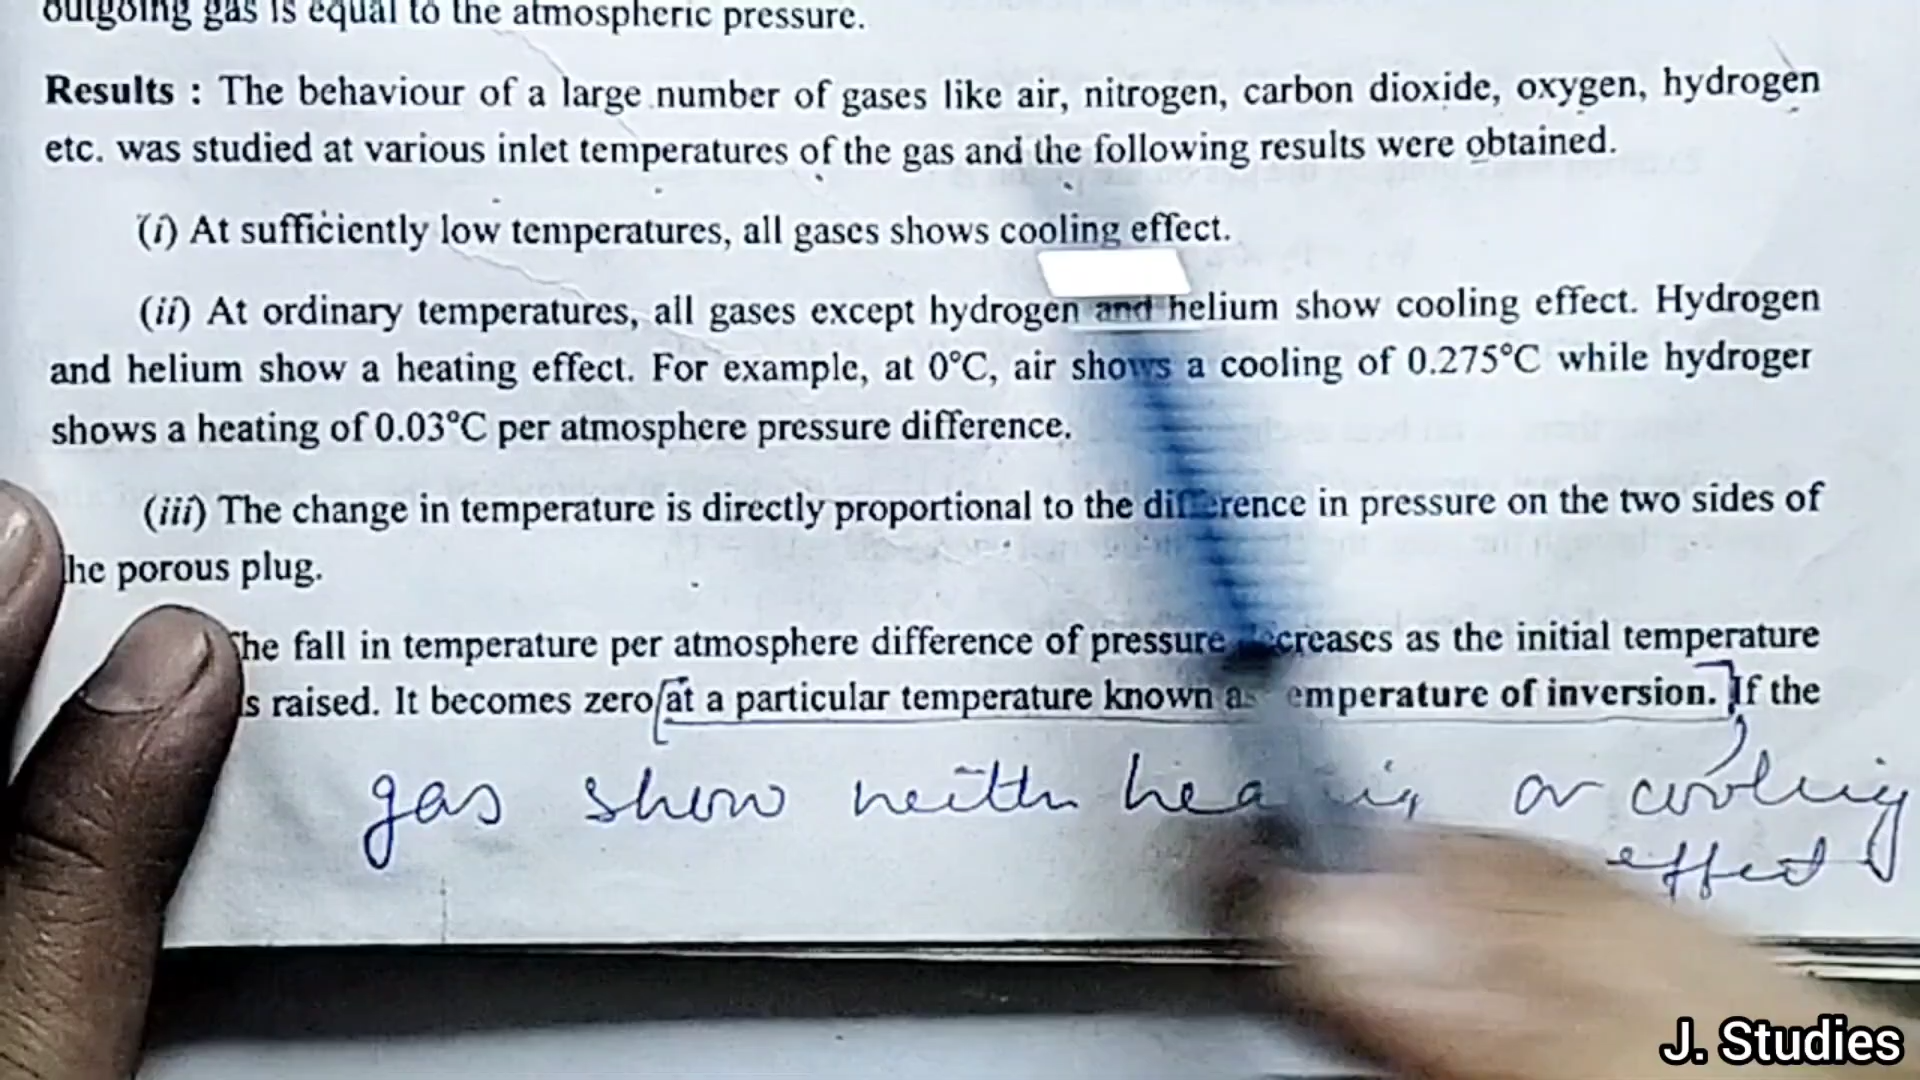 outgoing gas is equal to the atmospheric pressure.
Results : The behaviour of a large number of gases like air, nitrogen, carbon dioxide, oxygen, hydrogen
etc. was studied at various inlet temperatures of the gas and the following results were obtained.
(i) At sufficiently low temperatures, all gases shows cooling effect.
(ii) At ordinary temperatures, all gases except hydrogen and helium show cooling effect. Hydrogen
and helium show a heating effect. For example, at 0°C, air shows a cooling of 0.275°C while hydroger
shows a heating of 0.03°C per atmosphere pressure difference.
(iii) The change in temperature is directly proportional to the difference in pressure on the two sides of
he porous plug.
he fall in temperature per atmosphere difference of pressure decreases as the initial temperature
s raised. It becomes zero [at a particular temperature known as emperature of inversion.] If the
gas show neith heating or cooling
effect
J. Studies